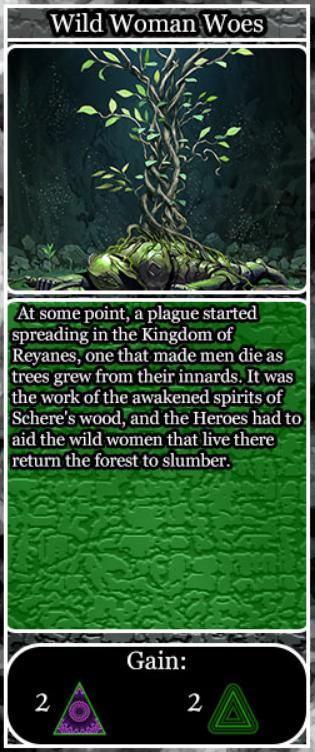 Wild Woman Woes
At some point, a plague started
spreading in the Kingdom of
Reyanes, one that made men die as
trees grew from their innards. It was
the work of the awakened spirits of
Schere's wood, and the Heroes had to
aid the wild women that live there
return the forest to slumber.
Gain:
2 2